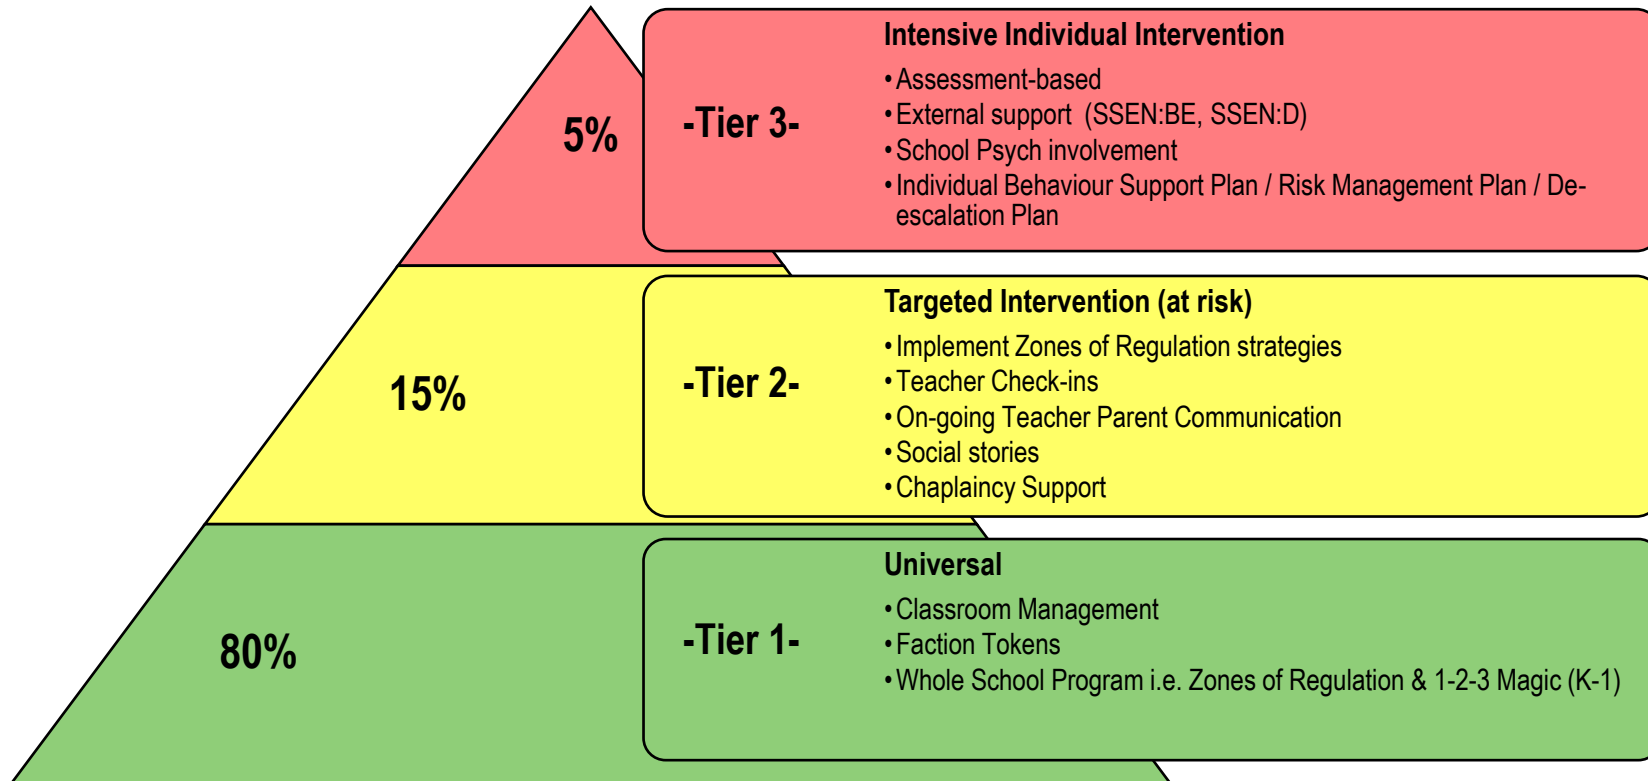 5%
-Tier 3-
Intensive Individual Intervention
•Assessment-based
•External support  (SSEN:BE, SSEN:D)
•School Psych involvement
•Individual Behaviour Support Plan / Risk Management Plan / De-
escalation Plan
15%
-Tier 2-
Targeted Intervention (at risk)
•Implement Zones of Regulation strategies
•Teacher Check-ins
•On-going Teacher Parent Communication
•Social stories
•Chaplaincy Support
80%
-Tier 1-
Universal
•Classroom Management
•Faction Tokens
•Whole School Program i.e. Zones of Regulation & 1-2-3 Magic (K-1)